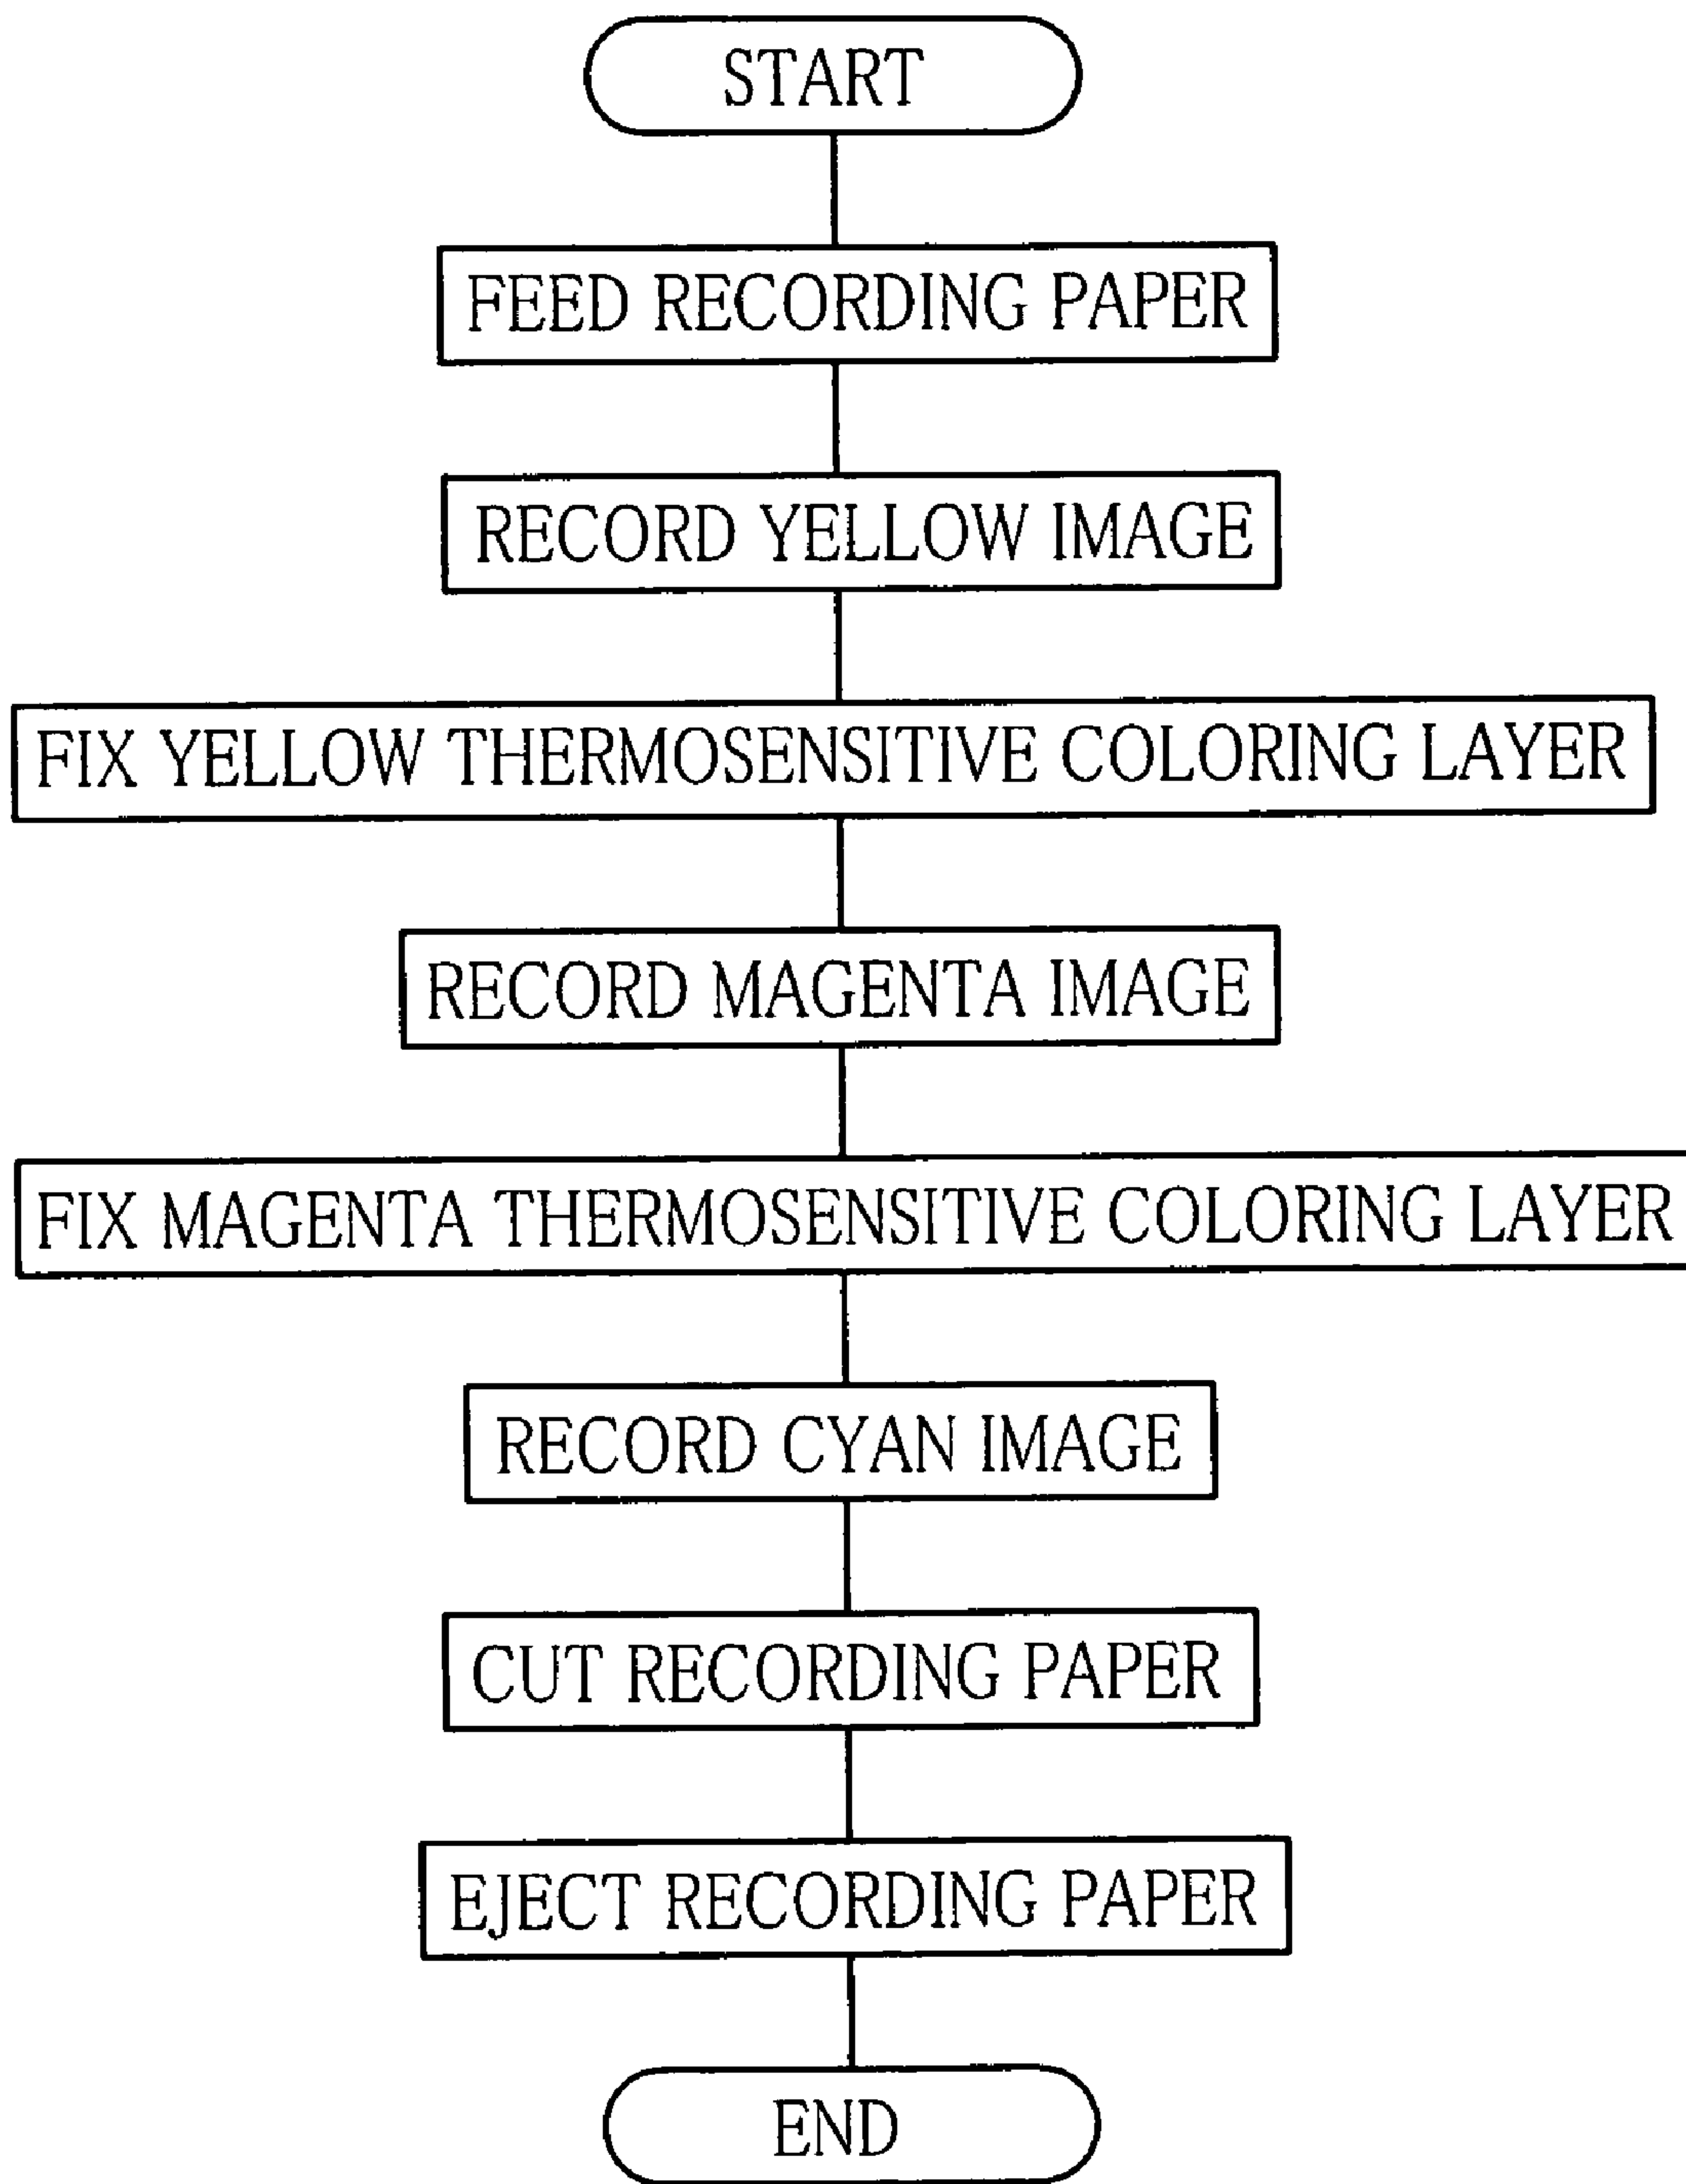 START
FEED RECORDING PAPER
RECORD YELLOW IMAGE
FIX YELLOW THERMOSENSITIVE COLORING LAYER
RECORD MAGENTA IMAGE
FIX MAGENTA THERMOSENSITIVE COLORING LAYER
RECORD CYAN IMAGE
CUT RECORDING PAPER
EJECT RECORDING PAPER
END